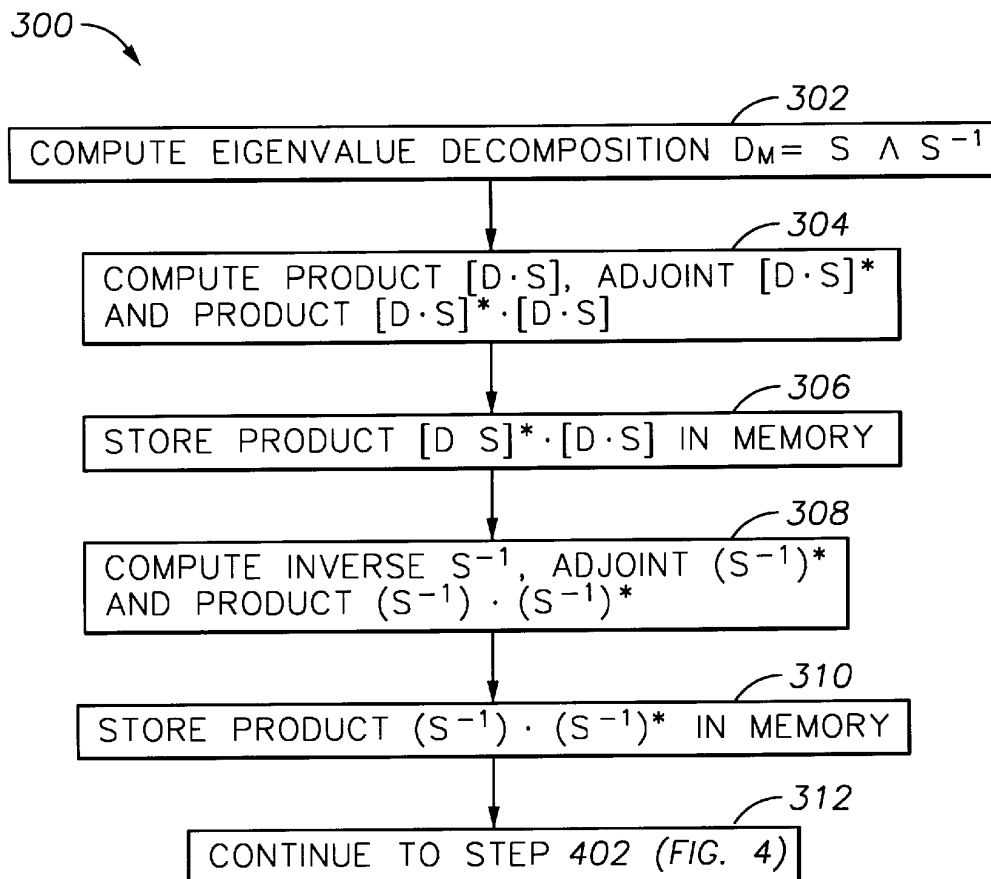 300
302
COMPUTE EIGENVALUE DECOMPOSITION D_M = S Λ S⁻¹
304
COMPUTE PRODUCT [D·S], ADJOINT [D·S]*
AND PRODUCT [D·S]*·[D·S]
306
STORE PRODUCT [D S]*·[D·S] IN MEMORY
308
COMPUTE INVERSE S⁻¹, ADJOINT (S⁻¹)*
AND PRODUCT (S⁻¹) · (S⁻¹)*
310
STORE PRODUCT (S⁻¹) · (S⁻¹)* IN MEMORY
312
CONTINUE TO STEP 402 (FIG. 4)